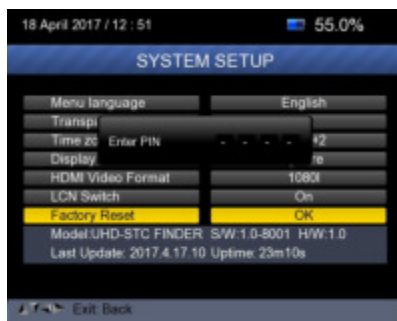 18 April 2017 / 12 : 51 55.0%
SYSTEM SETUP
Menu language English
Transp
Time zo +2
Enter PIN - - - -
Display re
HDMI Video Format 1080I
LCN Switch On
Factory Reset OK
Model:UHD-STC FINDER S/W:1.0-8001 H/W:1.0
Last Update: 2017.4.17.10 Uptime: 23m10s
Exit: Back